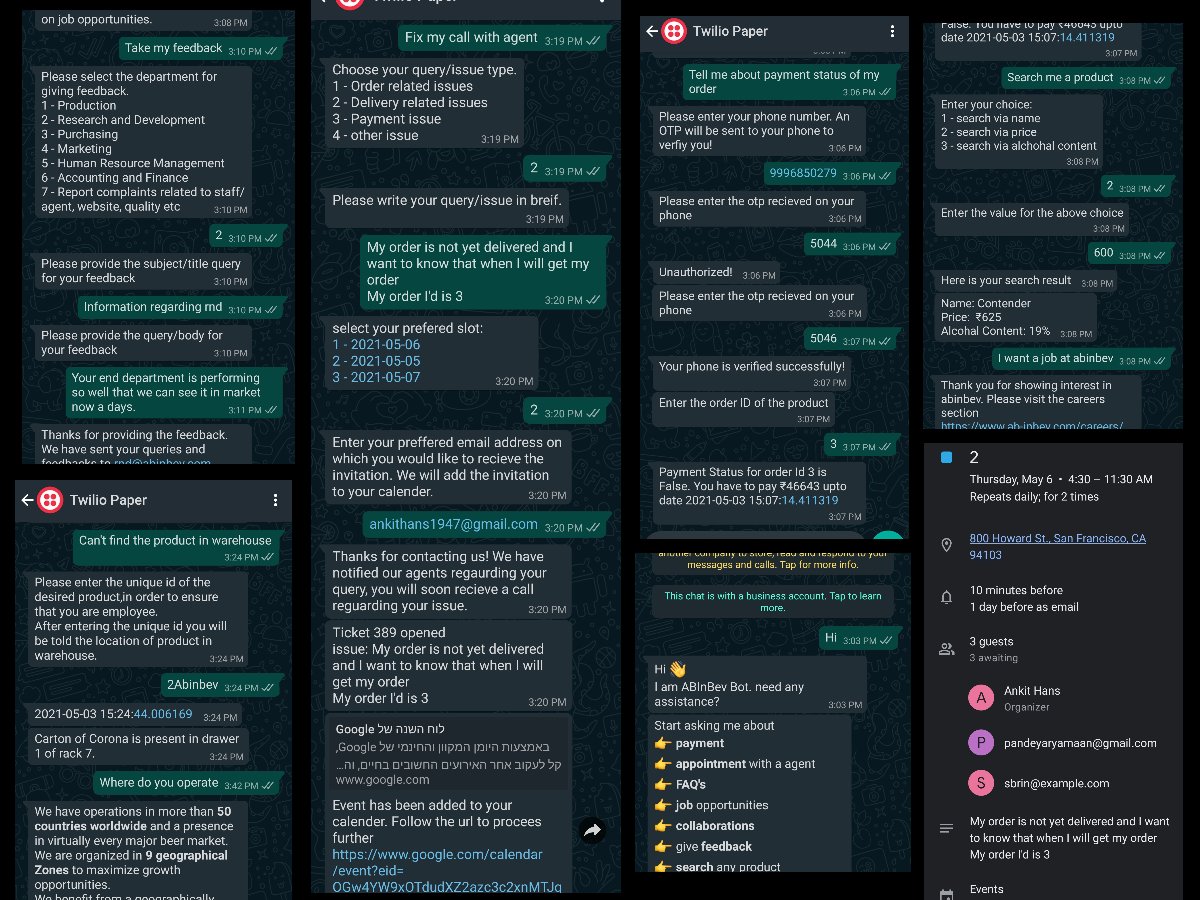 on job opportunities.
3:08 PM
Take my feedback 3:10 PM
Please select the department for
giving feedback.
1 - Production
2 - Research and Development
3 - Purchasing
4 - Marketing
5 - Human Resource Management
6 - Accounting and Finance
7 - Report complaints related to staff/
agent, website, quality etc 3:10 PM
2 3:10 PM
Please provide the subject/title query
for your feedback 3:10 PM
Information regarding rnd 3:10 PM
Please provide the query/body for
your feedback 3:10 PM
Your end department is performing
so well that we can see it in market
now a days. 3:11 PM
Thanks for providing the feedback.
We have sent your queries and
feedbacks to rnd@abinbev.com
Twilio Paper
Can't find the product in warehouse
3:24 PM
Please enter the unique id of the
desired product,in order to ensure
that you are employee.
After entering the unique id you will
be told the location of product in
warehouse. 3:24 PM
2Abinbev 3:24 PM
2021-05-03 15:24:44.006169 3:24 PM
Carton of Corona is present in drawer
1 of rack 7. 3:24 PM
Where do you operate 3:42 PM
We have operations in more than 50
countries worldwide and a presence
in virtually every major beer market.
We are organized in 9 geographical
Zones to maximize growth
opportunities.
We benefit from a geographically
Twilio Paper
Fix my call with agent 3:19 PM
Choose your query/issue type.
1 - Order related issues
2 - Delivery related issues
3 - Payment issue
4 - other issue 3:19 PM
2 3:19 PM
Please write your query/issue in breif.
3:19 PM
My order is not yet delivered and I
want to know that when I will get my
order
My order I'd is 3 3:20 PM
select your prefered slot:
1 - 2021-05-06
2 - 2021-05-05
3 - 2021-05-07 3:20 PM
2 3:20 PM
Enter your preffered email address on
which you would like to recieve the
invitation. We will add the invitation
to your calender. 3:20 PM
ankithans1947@gmail.com 3:20 PM
Thanks for contacting us! We have
notified our agents regaurding your
query, you will soon recieve a call
reguarding your issue. 3:20 PM
Ticket 389 opened
issue: My order is not yet delivered
and I want to know that when I will
get my order
My order I'd is 3 3:20 PM
לוח השנה של Google
באמצעות היומן המקוון והחינמי של Google,
קל לעקוב אחר האירועים החשובים בחיים, וה...
www.google.com
Event has been added to your
calender. Follow the url to procees
further
https://www.google.com/calendar
/event?eid=
OGw4YW9xOTdudXZ2azc3c2xnMTJq
Twilio Paper
Tell me about payment status of my
order 3:06 PM
Please enter your phone number. An
OTP will be sent to your phone to
verfiy you! 3:06 PM
9996850279 3:06 PM
Please enter the otp recieved on your
phone 3:06 PM
5044 3:06 PM
Unauthorized! 3:06 PM
Please enter the otp recieved on your
phone 3:06 PM
5046 3:07 PM
Your phone is verified successfully!
3:07 PM
Enter the order ID of the product
3:07 PM
3 3:07 PM
Payment Status for order Id 3 is
False. You have to pay ₹46643 upto
date 2021-05-03 15:07:14.411319
3:07 PM
another company to store, read and respond to your
messages and calls. Tap for more info.
This chat is with a business account. Tap to learn
more.
Hi 3:03 PM
Hi 👋
I am ABInBev Bot. need any
assistance? 3:03 PM
Start asking me about
👉 payment
👉 appointment with a agent
👉 FAQ's
👉 job opportunities
👉 collaborations
👉 give feedback
👉 search any product
False. You have to pay ₹46643 upto
date 2021-05-03 15:07:14.411319
3:07 PM
Search me a product 3:08 PM
Enter your choice:
1 - search via name
2 - search via price
3 - search via alchohal content
3:08 PM
2 3:08 PM
Enter the value for the above choice
3:08 PM
600 3:08 PM
Here is your search result 3:08 PM
Name: Contender
Price: ₹625
Alcohal Content: 19% 3:08 PM
I want a job at abinbev 3:08 PM
Thank you for showing interest in
abinbev. Please visit the careers
section
https://www.ab-inbev.com/careers/
2
Thursday, May 6 • 4:30 – 11:30 AM
Repeats daily; for 2 times
800 Howard St., San Francisco, CA
94103
10 minutes before
1 day before as email
3 guests
3 awaiting
A Ankit Hans
Organizer
P pandeyaryamaan@gmail.com
S sbrin@example.com
My order is not yet delivered and I want
to know that when I will get my order
My order I'd is 3
Events